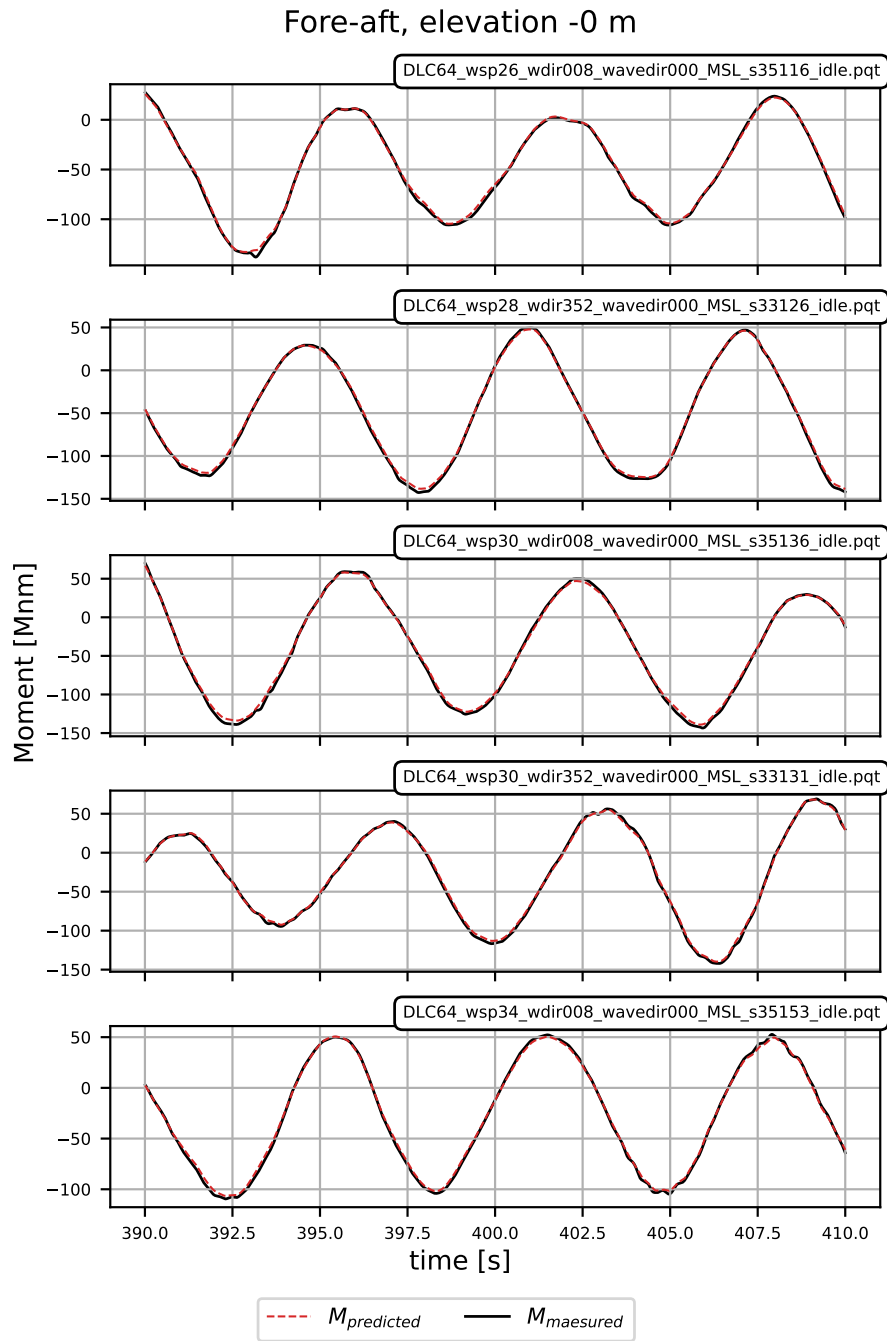 Fore-aft, elevation -0 m
DLC64_wsp26_wdir008_wavedir000_MSL_s35116_idle.pqt
0
−50
−100
DLC64_wsp28_wdir352_wavedir000_MSL_s33126_idle.pqt
50
0
−50
−100
−150
DLC64_wsp30_wdir008_wavedir000_MSL_s35136_idle.pqt
50
0
−50
−100
−150
Moment [Mnm]
DLC64_wsp30_wdir352_wavedir000_MSL_s33131_idle.pqt
50
0
−50
−100
−150
DLC64_wsp34_wdir008_wavedir000_MSL_s35153_idle.pqt
50
0
−50
−100
390.0 392.5 395.0 397.5 400.0 402.5 405.0 407.5 410.0
time [s]
M_predicted M_maesured